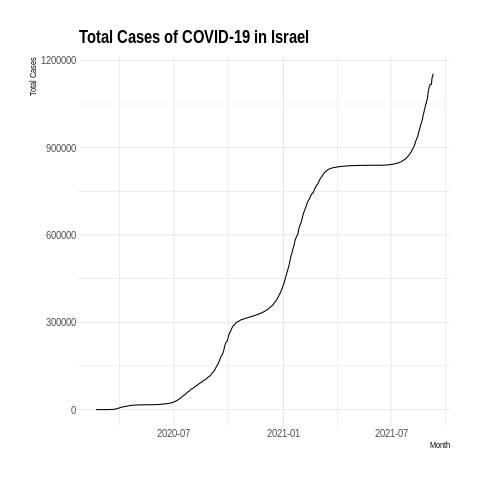 Total Cases of COVID-19 in Israel
Total Cases
1200000
900000
600000
300000
0
2020-07 2021-01 2021-07
Month